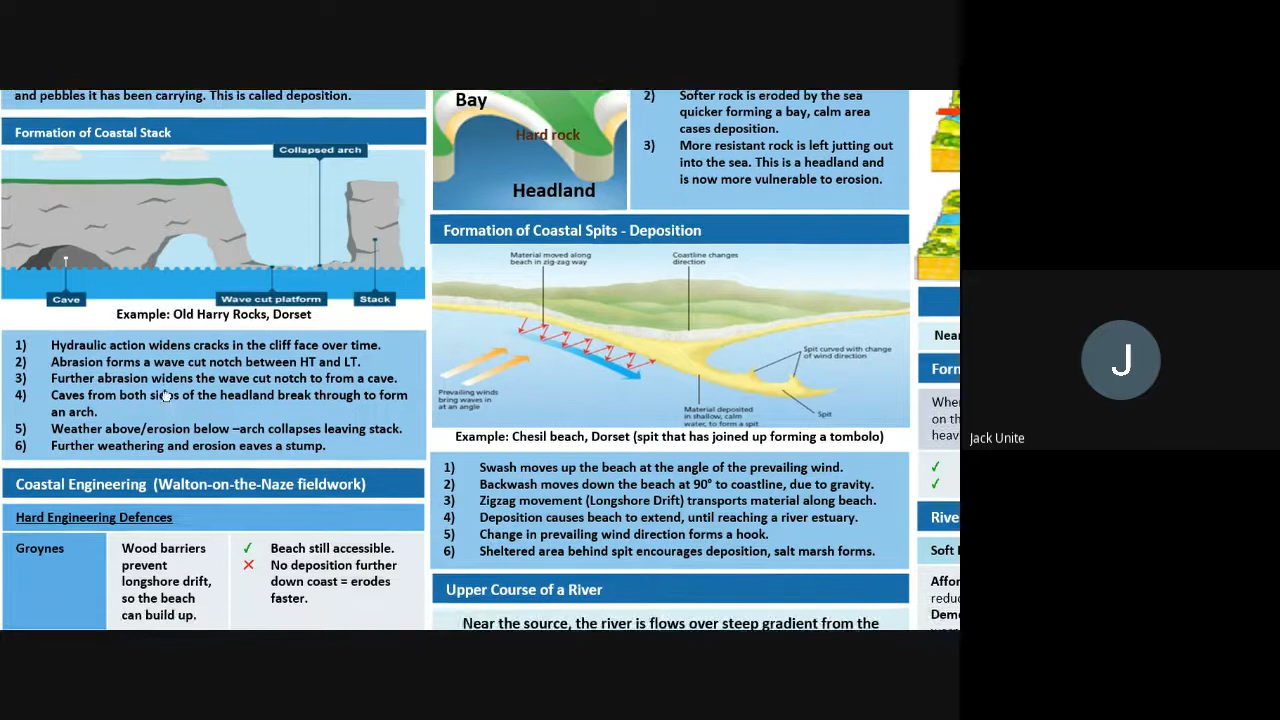 and pebbles it has been carrying. This is called deposition.
Formation of Coastal Stack
Collapsed arch
Cave
Wave cut platform
Stack
Example: Old Harry Rocks, Dorset
1) Hydraulic action widens cracks in the cliff face over time.
2) Abrasion forms a wave cut notch between HT and LT.
3) Further abrasion widens the wave cut notch to from a cave.
4) Caves from both sides of the headland break through to form
an arch.
5) Weather above/erosion below –arch collapses leaving stack.
6) Further weathering and erosion eaves a stump.
Coastal Engineering (Walton-on-the-Naze fieldwork)
Hard Engineering Defences
Groynes
Wood barriers
prevent
longshore drift,
so the beach
can build up.
✓ Beach still accessible.
✕ No deposition further
down coast = erodes
faster.
Bay
Hard rock
Headland
2) Softer rock is eroded by the sea
quicker forming a bay, calm area
cases deposition.
3) More resistant rock is left jutting out
into the sea. This is a headland and
is now more vulnerable to erosion.
Formation of Coastal Spits - Deposition
Material moved along
beach in zig-zag way
Coastline changes
direction
Spit curved with change
of wind direction
Prevailing winds
bring waves in
at an angle
Material deposited
in shallow, calm
water, to form a spit
Spit
Example: Chesil beach, Dorset (spit that has joined up forming a tombolo)
1) Swash moves up the beach at the angle of the prevailing wind.
2) Backwash moves down the beach at 90° to coastline, due to gravity.
3) Zigzag movement (Longshore Drift) transports material along beach.
4) Deposition causes beach to extend, until reaching a river estuary.
5) Change in prevailing wind direction forms a hook.
6) Sheltered area behind spit encourages deposition, salt marsh forms.
Upper Course of a River
Near the source, the river is flows over steep gradient from the
Near
Form
Whe
on th
heav
✓
✓
Rive
Soft
Affor
reduc
Dem
J
Jack Unite